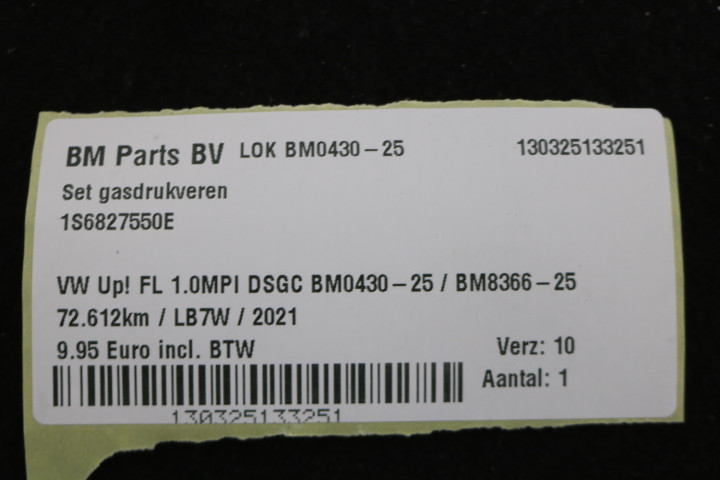 BM Parts BV LOK BM0430-25 130325133251
Set gasdrukveren
1S6827550E
VW Up! FL 1.0MPI DSGC BM0430-25 / BM8366-25
72.612km / LB7W / 2021
9.95 Euro incl. BTW Verz: 10
Aantal: 1
130325133251